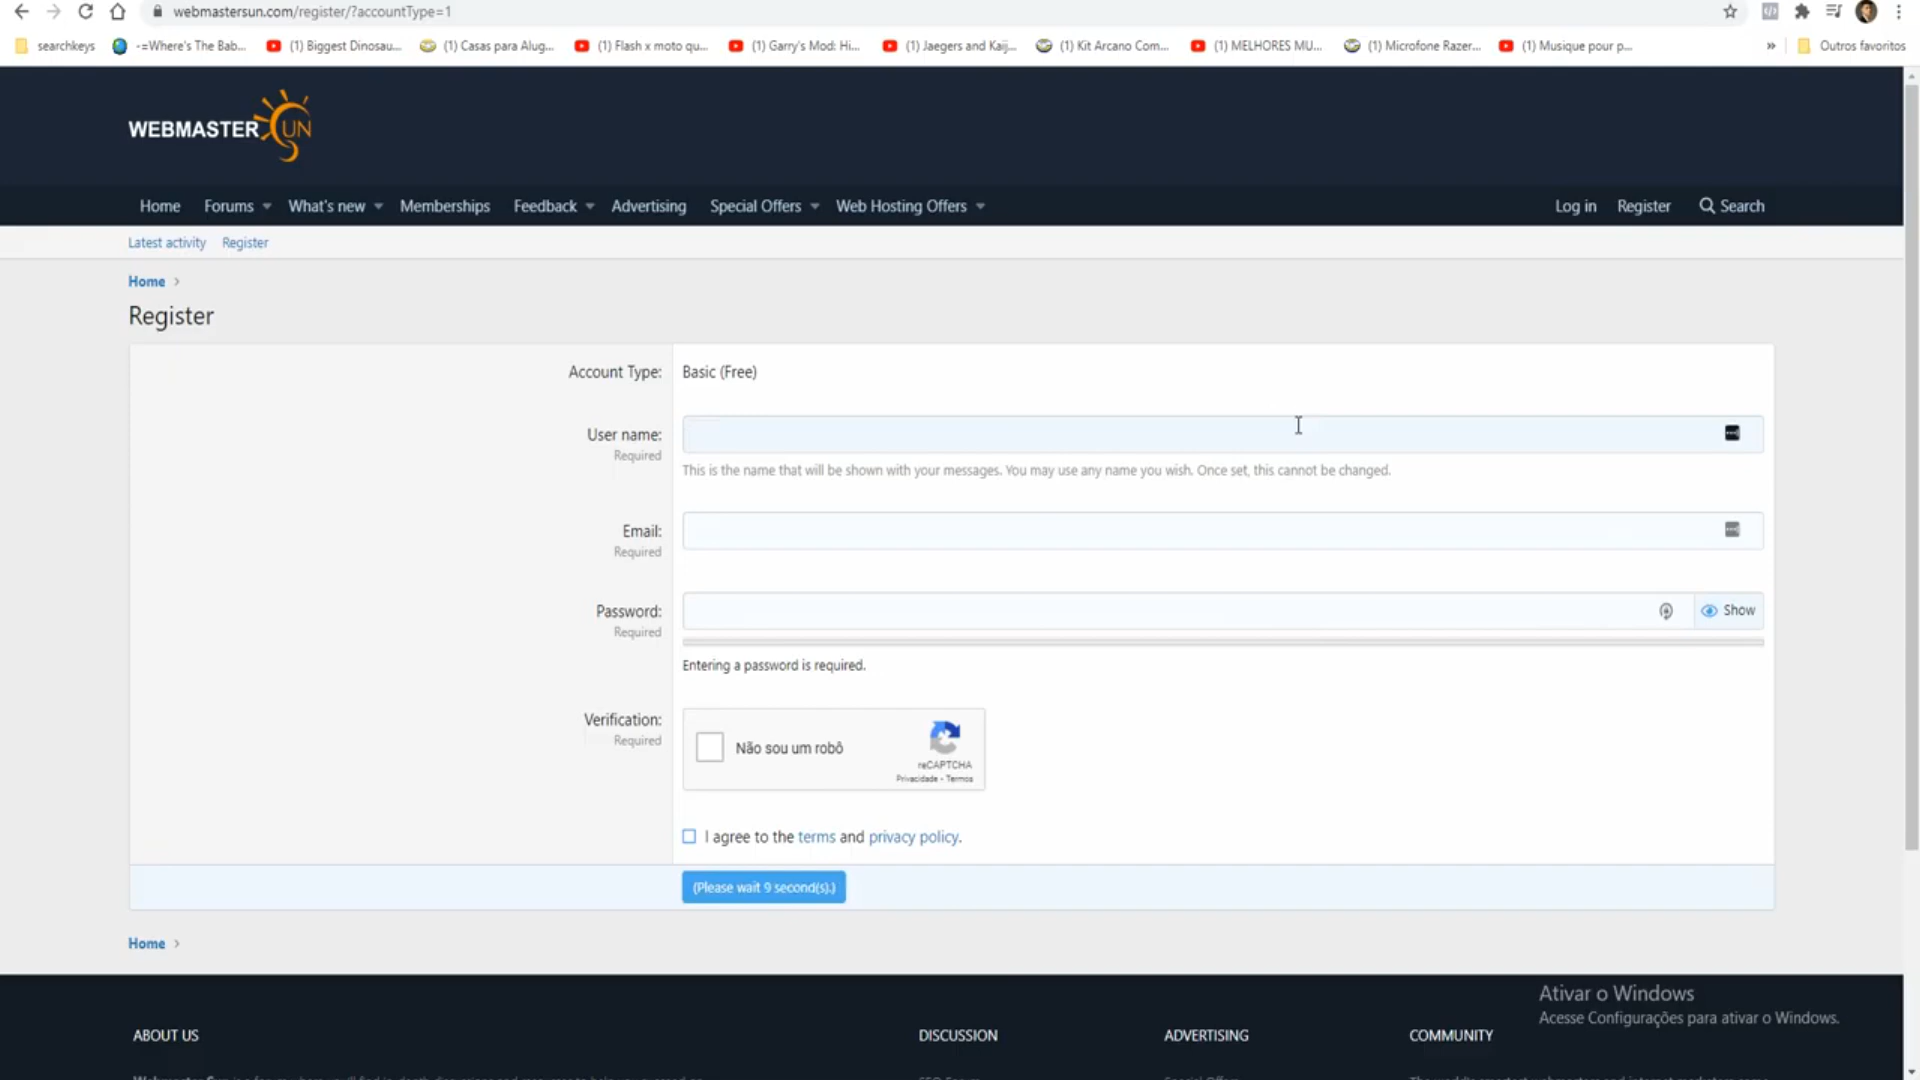 webmastersun.com/register/?accountType=1
searchkeys -=Where's The Bab... (1) Biggest Dinosau... (1) Casas para Alug... (1) Flash x moto qu... (1) Garry's Mod: Hi... (1) Jaegers and Kaij... (1) Kit Arcano Com... (1) MELHORES MU... (1) Microfone Razer... (1) Musique pour p... » Outros favoritos
WEBMASTERSUN
Home Forums What's new Memberships Feedback Advertising Special Offers Web Hosting Offers Log in Register Search
Latest activity Register
Home >
Register
Account Type: Basic (Free)
User name:
Required
This is the name that will be shown with your messages. You may use any name you wish. Once set, this cannot be changed.
Email:
Required
Password: Show
Required
Entering a password is required.
Verification:
Required
Não sou um robô
reCAPTCHA
Privacidade - Termos
I agree to the terms and privacy policy.
(Please wait 9 second(s).)
Home >
Ativar o Windows
Acesse Configurações para ativar o Windows.
ABOUT US DISCUSSION ADVERTISING COMMUNITY